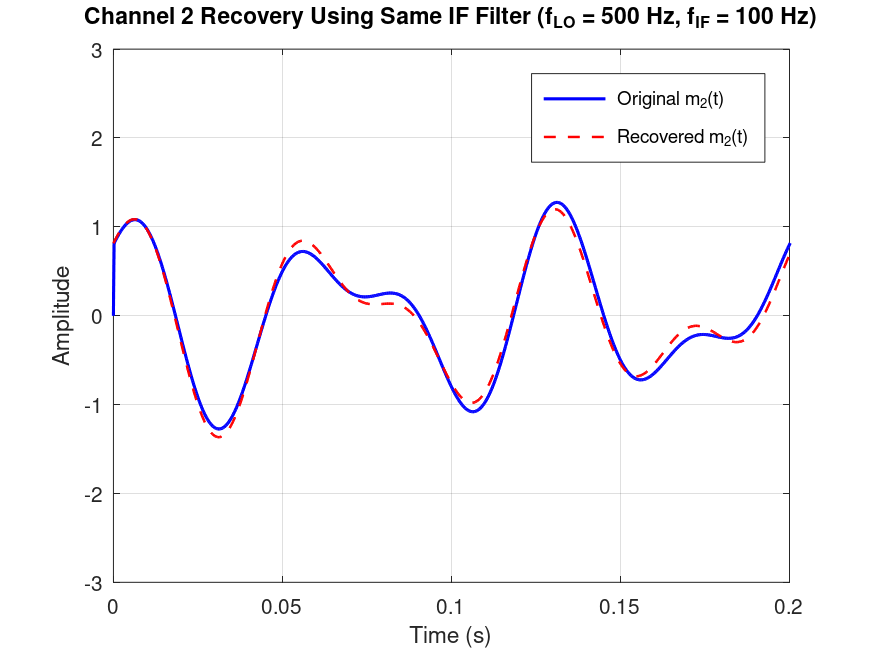 Channel 2 Recovery Using Same IF Filter (fLO = 500 Hz, fIF = 100 Hz)
3
Original m2(t)
Recovered m2(t)
2
1
0
-1
-2
-3
Amplitude
0
0.05
0.1
0.15
0.2
Time (s)